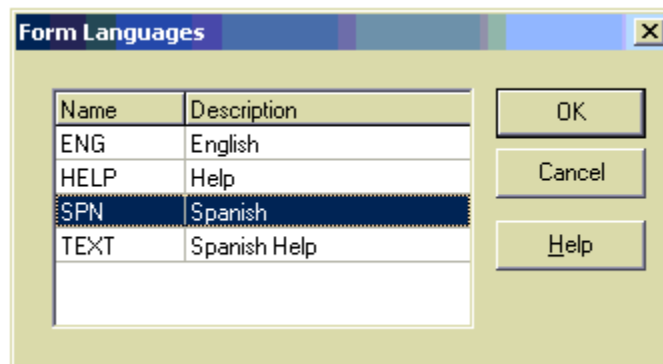 Form Languages
Name Description
ENG English
HELP Help
SPN Spanish
TEXT Spanish Help
OK
Cancel
Help